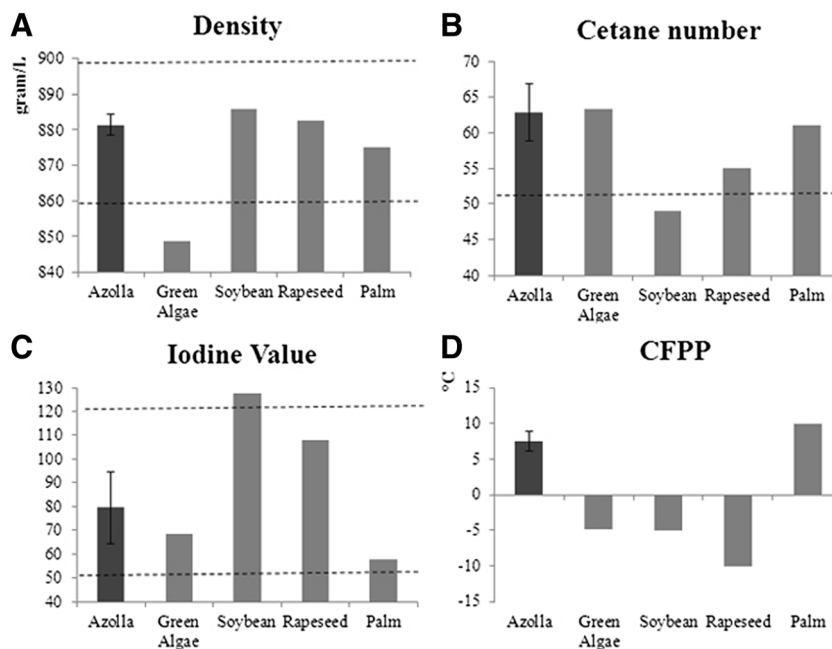 A
Density
gram/L
900
890
880
870
860
850
840
Azolla
Green
Algae
Soybean
Rapeseed
Palm
B
Cetane number
70
65
60
55
50
45
40
Azolla
Green
Algae
Soybean
Rapeseed
Palm
C
Iodine Value
130
120
110
100
90
80
70
60
50
40
Azolla
Green
Algae
Soybean
Rapeseed
Palm
D
CFPP
°C
15
10
5
0
-5
-10
-15
Azolla
Green
Algae
Soybean
Rapeseed
Palm